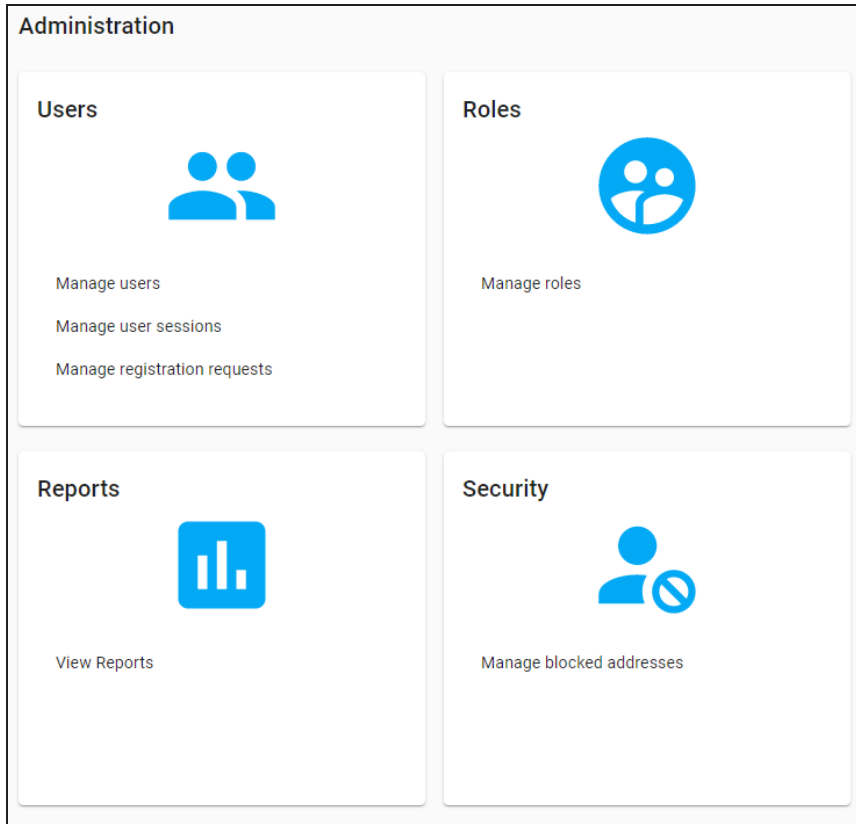 Administration
Users
Manage users
Manage user sessions
Manage registration requests
Roles
Manage roles
Reports
View Reports
Security
Manage blocked addresses